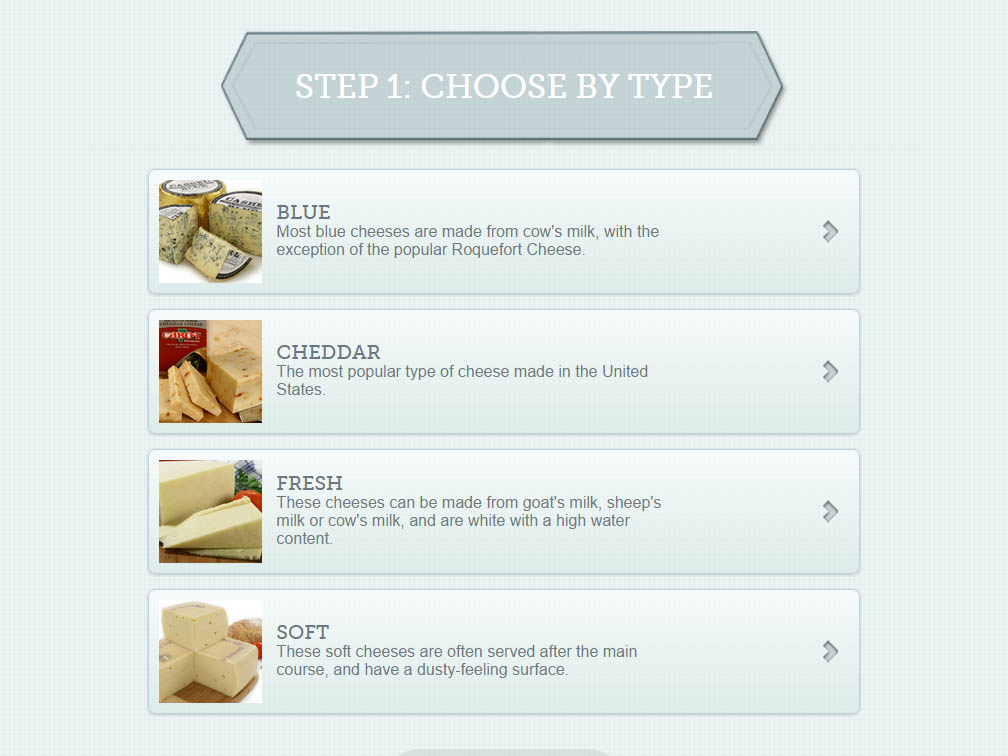 STEP 1: CHOOSE BY TYPE
BLUE
Most blue cheeses are made from cow's milk, with the
exception of the popular Roquefort Cheese.
CHEDDAR CHEESE
CABOT
CHEDDAR
The most popular type of cheese made in the United
States.
FRESH
These cheeses can be made from goat's milk, sheep's
milk or cow's milk, and are white with a high water
content.
SOFT
These soft cheeses are often served after the main
course, and have a dusty-feeling surface.